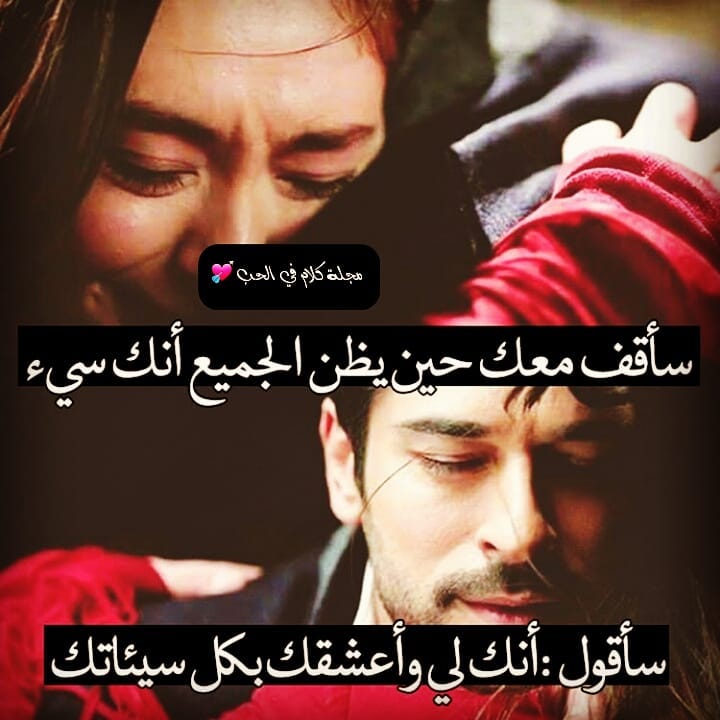 مجلة كلام في الحب 💘
سأقف معك حين يظن الجميع أنك سيء
سأقول :أنك لي وأعشقك بكل سيئاتك